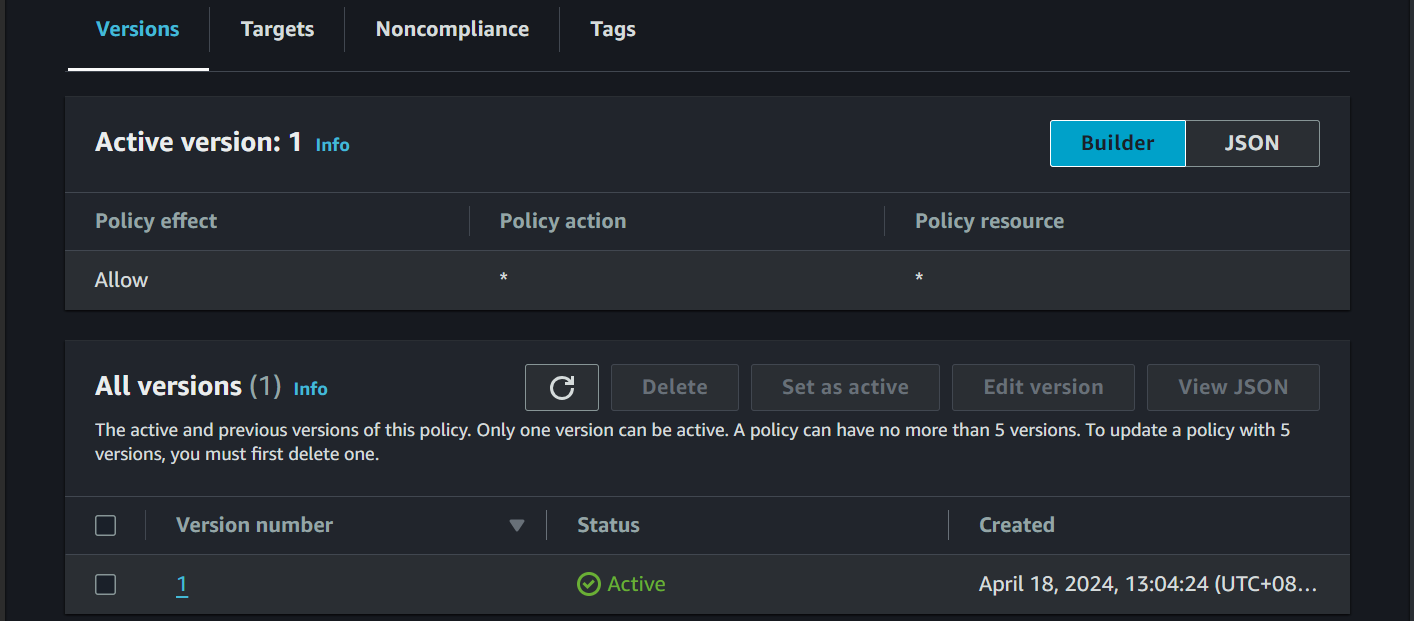 Versions Targets Noncompliance Tags
Active version: 1 Info Builder JSON
Policy effect Policy action Policy resource
Allow * *
All versions (1) Info Delete Set as active Edit version View JSON
The active and previous versions of this policy. Only one version can be active. A policy can have no more than 5 versions. To update a policy with 5
versions, you must first delete one.
Version number Status Created
1 Active April 18, 2024, 13:04:24 (UTC+08...